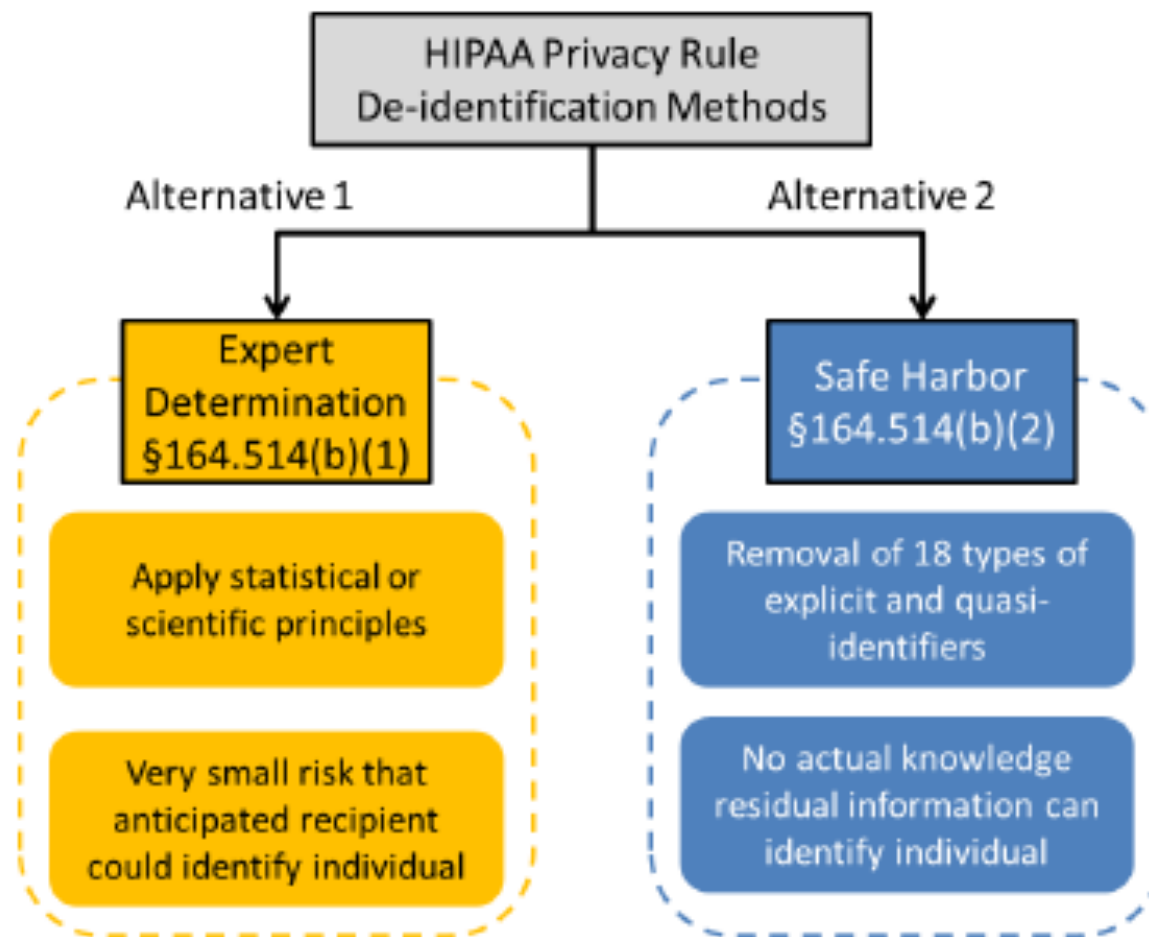 HIPAA Privacy Rule
De-identification Methods
Alternative 1
Alternative 2
Expert
Determination
§164.514(b)(1)
Apply statistical or
scientific principles
Very small risk that
anticipated recipient
could identify individual
Safe Harbor
§164.514(b)(2)
Removal of 18 types of
explicit and quasi-
identifiers
No actual knowledge
residual information can
identify individual